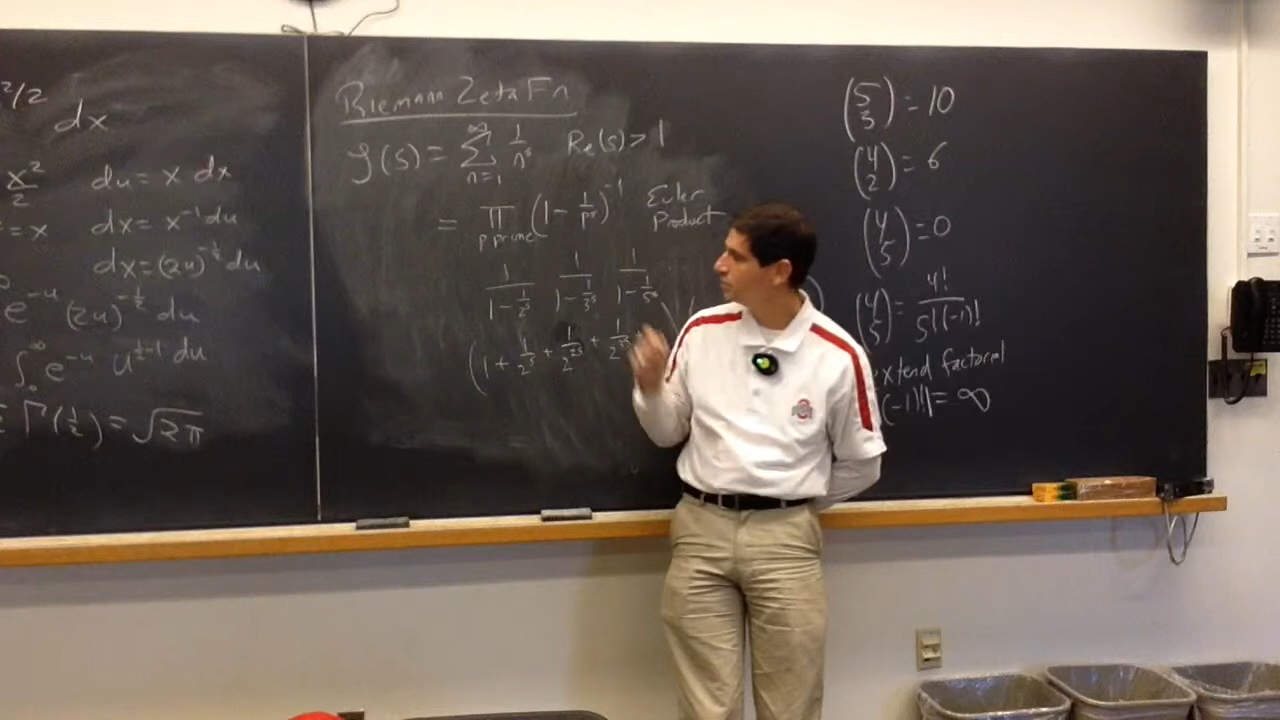 ²/2
dx
x²/2 du = x dx
= x dx = x⁻¹ du
dx = (2u)^(-1/2) du
e^(-u) (2u)^(-1/2) du
∫₀^∞ e^(-u) u^(1/2-1) du
Γ(1/2) = √2π
Riemann Zeta Fn
ζ(s) = ∑_{n=1}^∞ 1/n^s Re(s) > 1
= ∏_{p prime} (1 - 1/p^s)⁻¹ Euler
Product
1/(1 - 1/2^s) 1/(1 - 1/3^s) 1/(1 - 1/5^s)
(1 + 1/2^s + 1/2^(2s) + 1/2^(3s) +
(5 3) = 10
(4 2) = 6
(4 5) = 0
(4 5) = 4!/(5!(-1)!)
xtend factorial
|(-1)!| = ∞